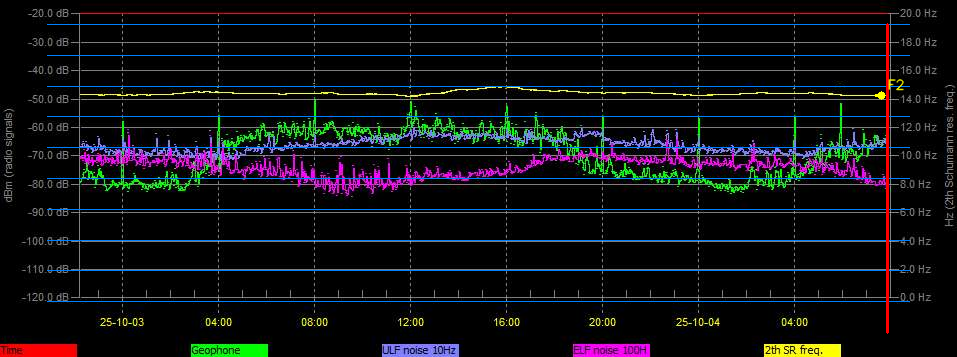 -20.0 dB 20.0 Hz
-30.0 dB 18.0 Hz
-40.0 dB 16.0 Hz
-50.0 dB F2 14.0 Hz
-60.0 dB 12.0 Hz
-70.0 dB 10.0 Hz
-80.0 dB 8.0 Hz
-90.0 dB 6.0 Hz
-100.0 dB 4.0 Hz
-110.0 dB 2.0 Hz
-120.0 dB 0.0 Hz
dBm (radio signals)
Hz (2th Schumann res. freq.)
25-10-03 04:00 08:00 12:00 16:00 20:00 25-10-04 04:00
Time Geophone ULF noise 10Hz ELF noise 100H 2th SR freq.